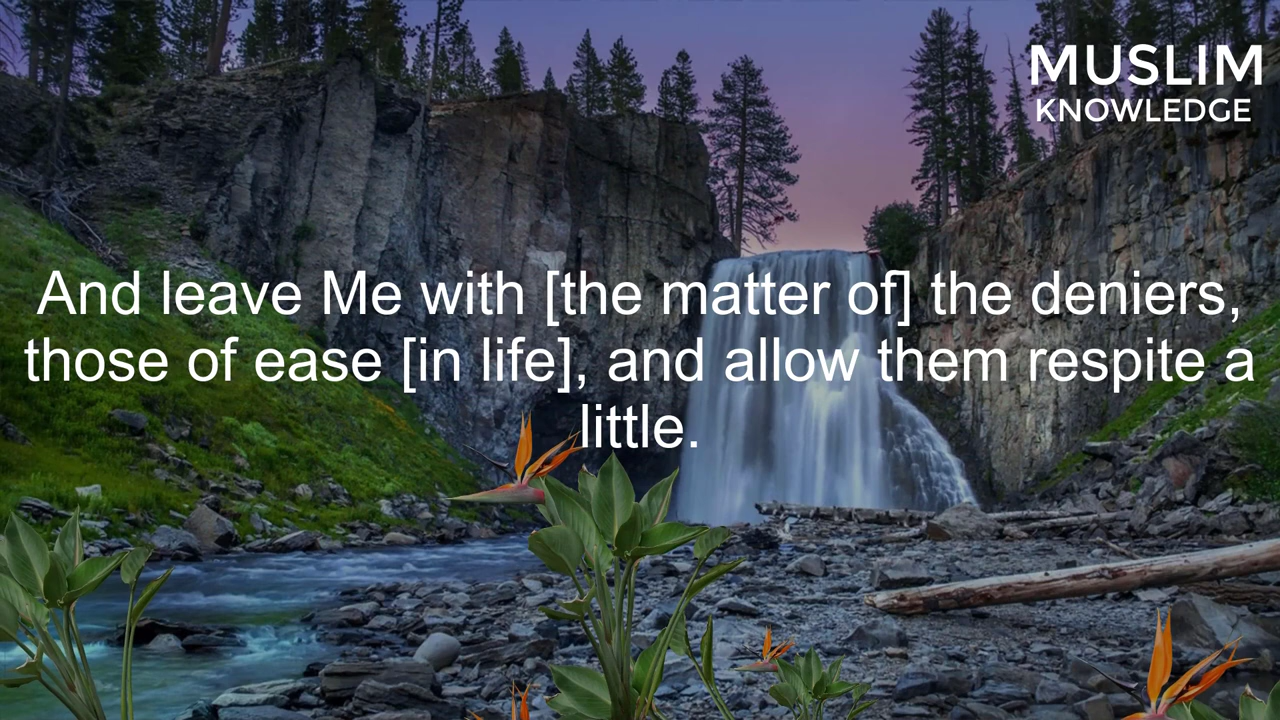 MUSLIM
KNOWLEDGE
And leave Me with [the matter of] the deniers,
those of ease [in life], and allow them respite a
little.